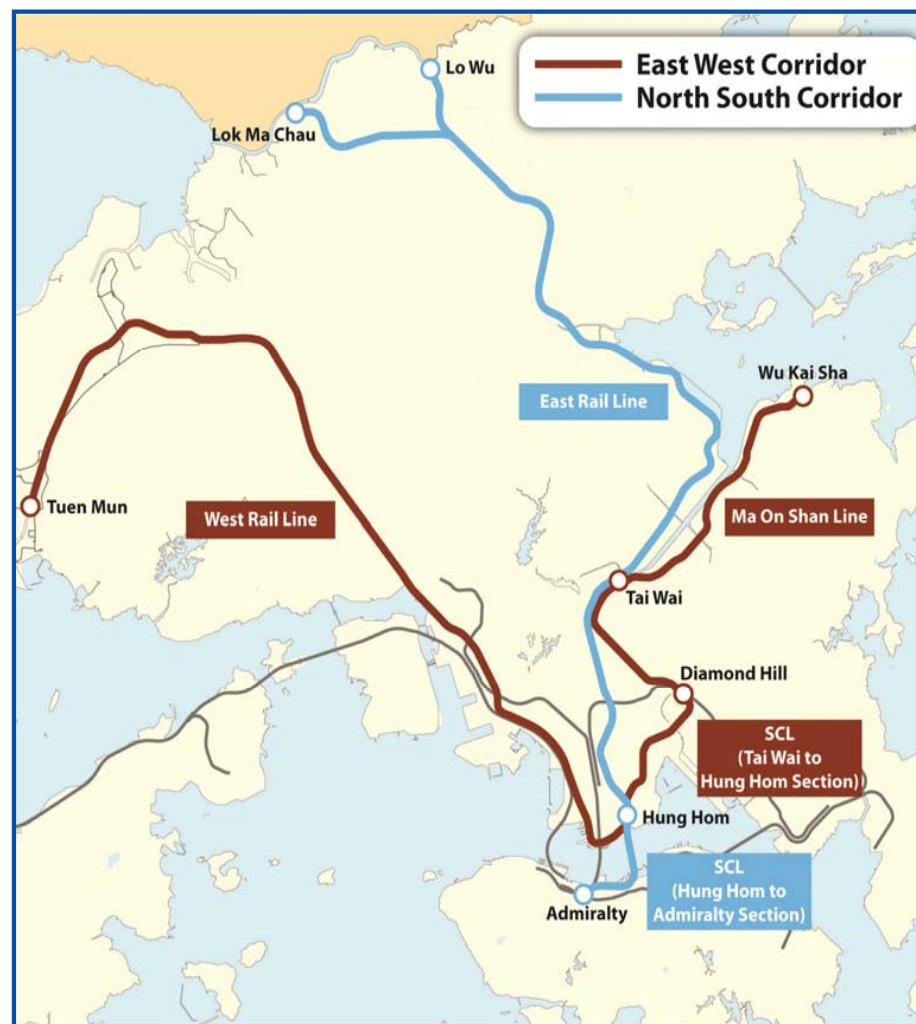 East West Corridor
North South Corridor
Lo Wu
Lok Ma Chau
Wu Kai Sha
East Rail Line
Tuen Mun
West Rail Line
Ma On Shan Line
Tai Wai
Diamond Hill
SCL
(Tai Wai to
Hung Hom Section)
Hung Hom
SCL
(Hung Hom to
Admiralty Section)
Admiralty